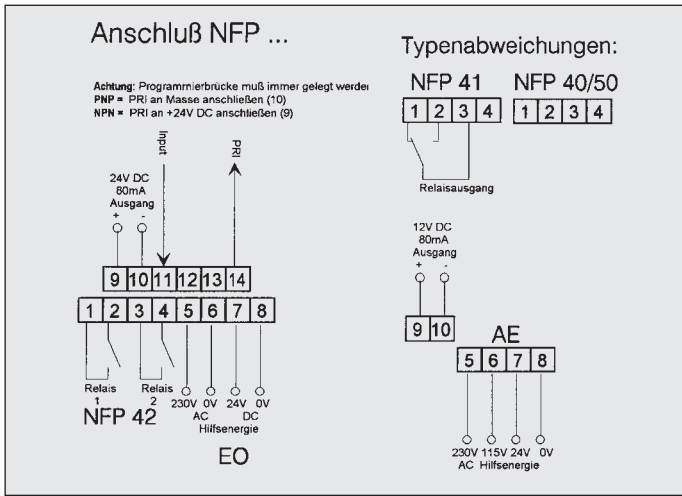 Anschluß NFP ...
Achtung: Programmierbrücke muß immer gelegt werder
PNP = PRI an Masse anschließen (10)
NPN = PRI an +24V DC anschließen (9)
Input
PRI
24V DC
80mA
Ausgang
+ -
9 10 11 12 13 14
1 2 3 4 5 6 7 8
Relais 1
Relais 2
NFP 42
230V 0V 24V 0V
AC DC
Hilfsenergie
EO
Typenabweichungen:
NFP 41
1 2 3 4
Relaisausgang
NFP 40/50
1 2 3 4
12V DC
80mA
Ausgang
+ -
9 10
AE
5 6 7 8
230V 115V 24V 0V
AC Hilfsenergie